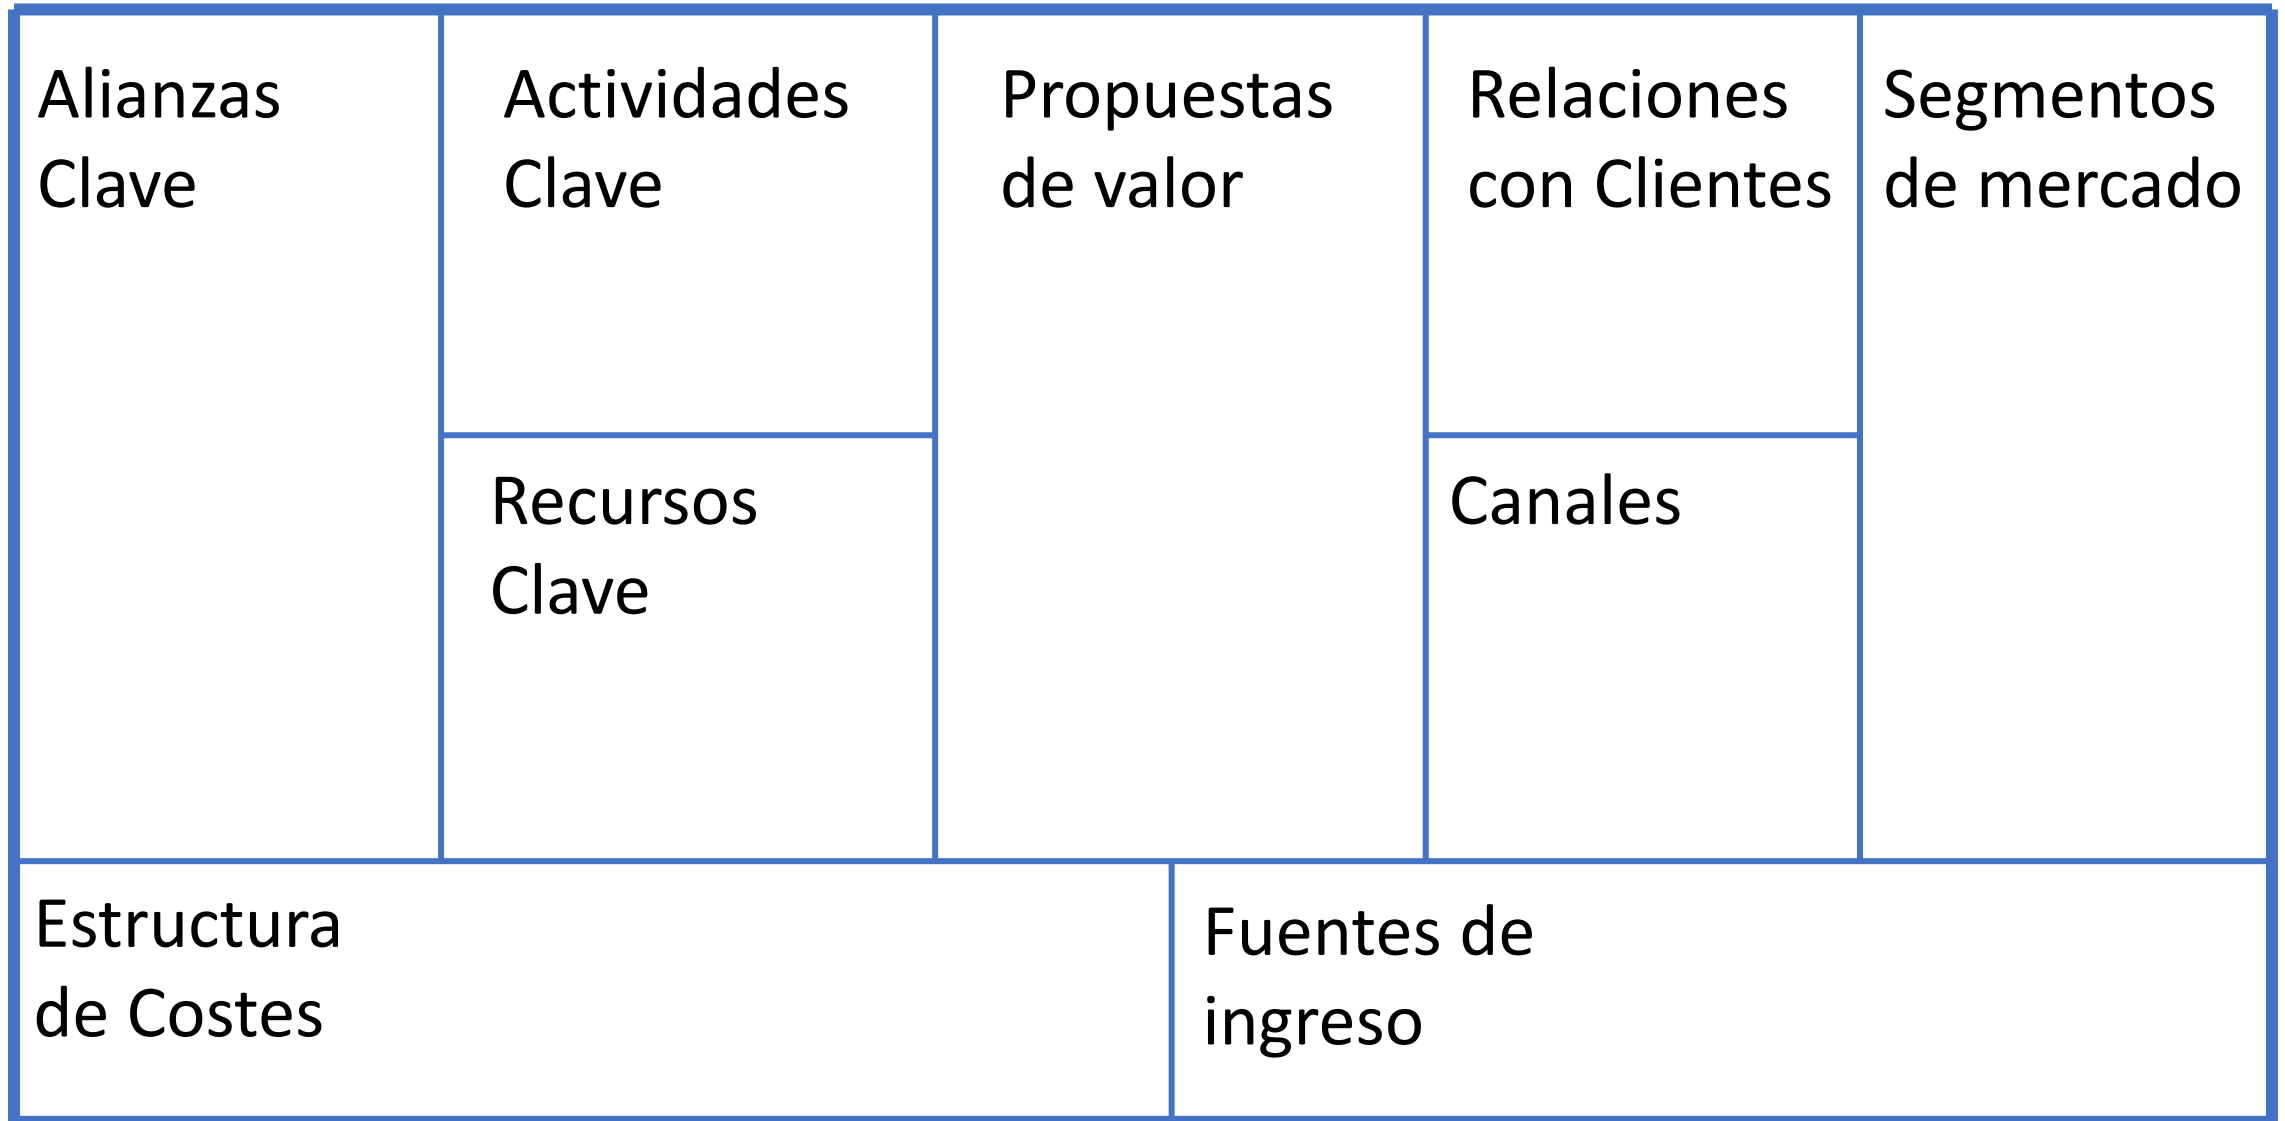 Alianzas
Clave
Actividades
Clave
Propuestas
de valor
Relaciones
con Clientes
Segmentos
de mercado
Recursos
Clave
Canales
Estructura
de Costes
Fuentes de
ingreso